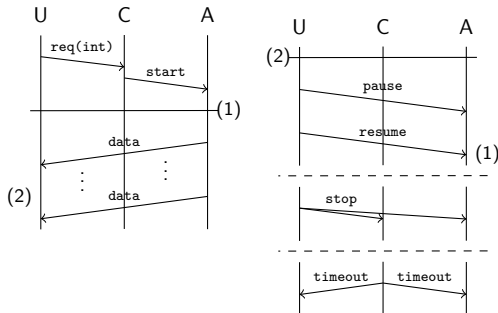 U C A
req(int)
start
(1)
data
data
(2)
U C A
(2)
pause
resume
(1)
stop
timeout timeout